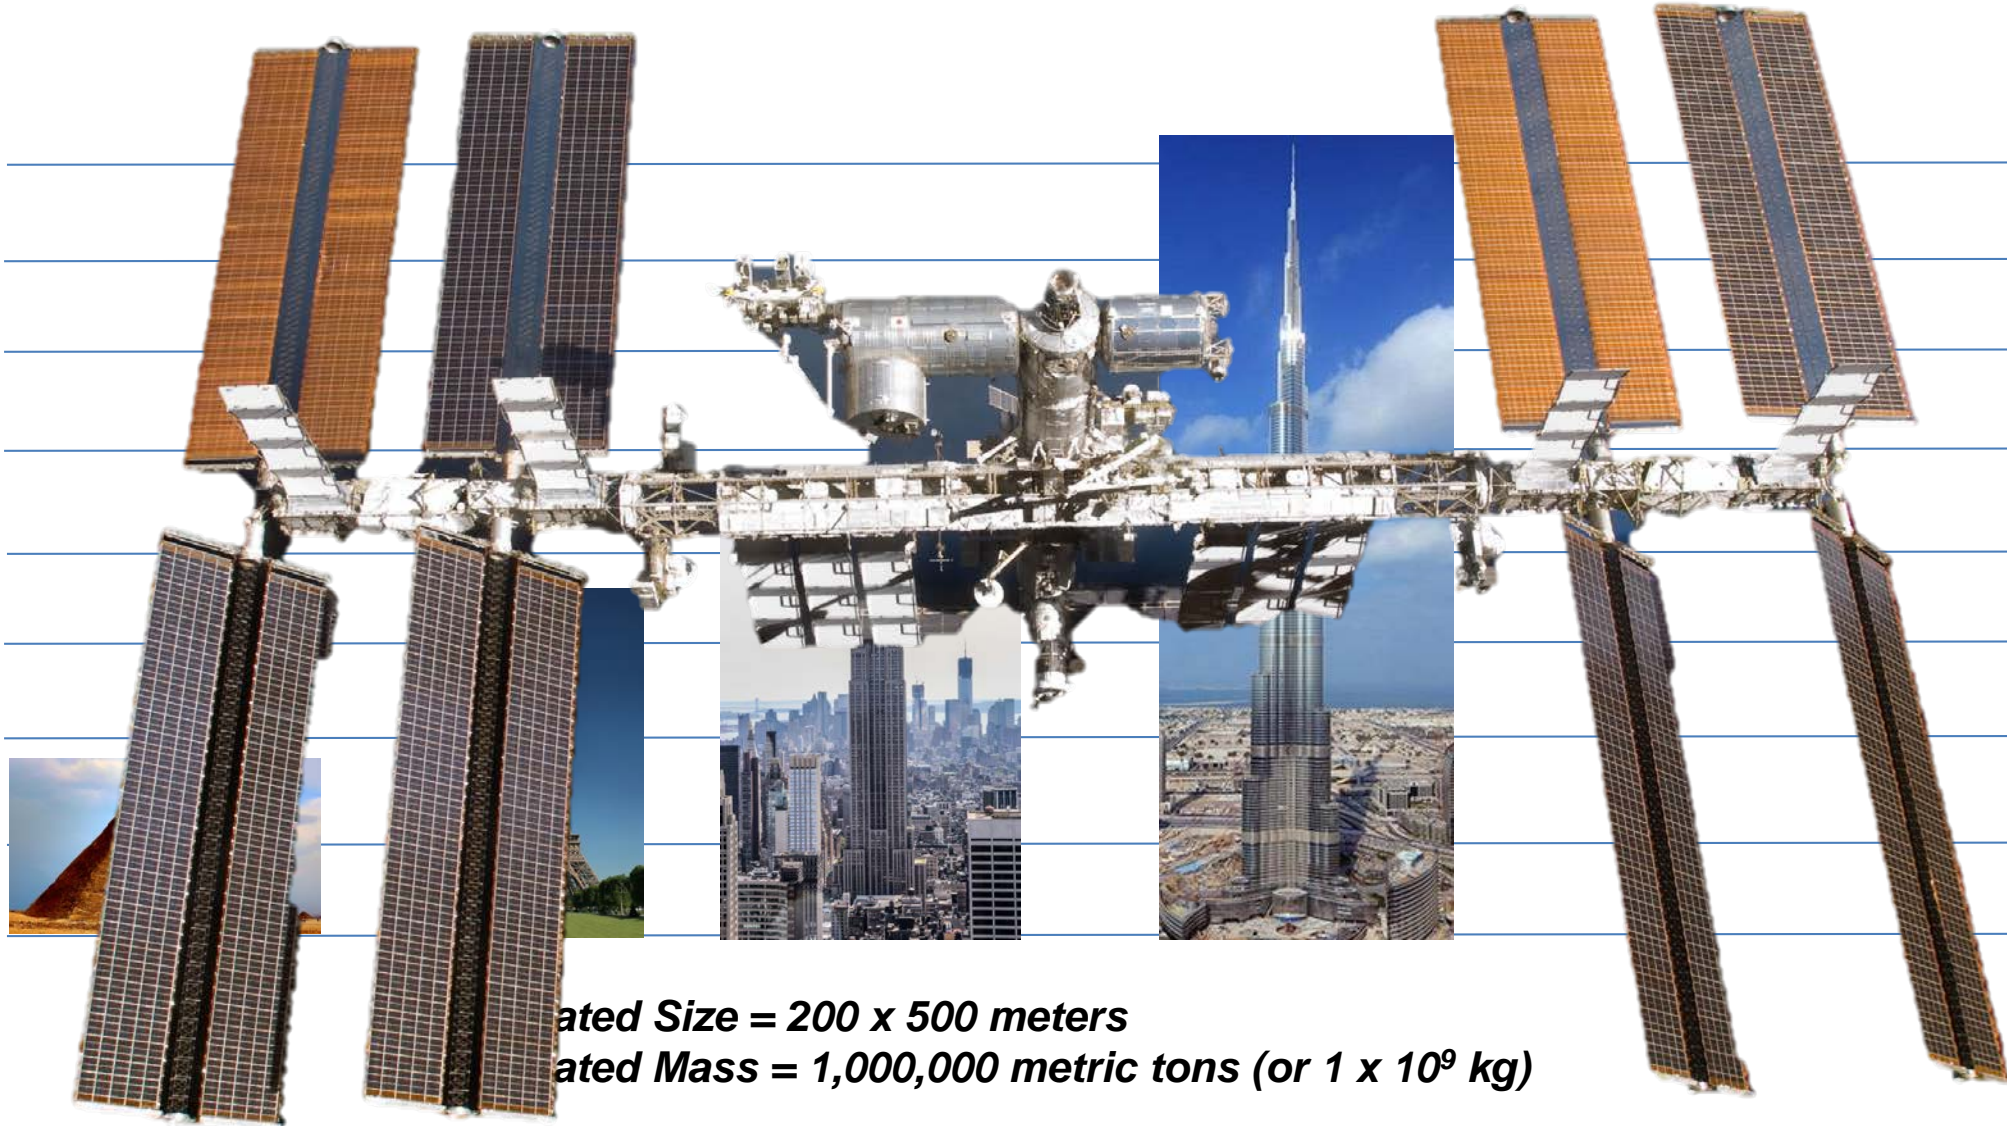 ated Size = 200 x 500 meters
ated Mass = 1,000,000 metric tons (or 1 x 10⁹ kg)